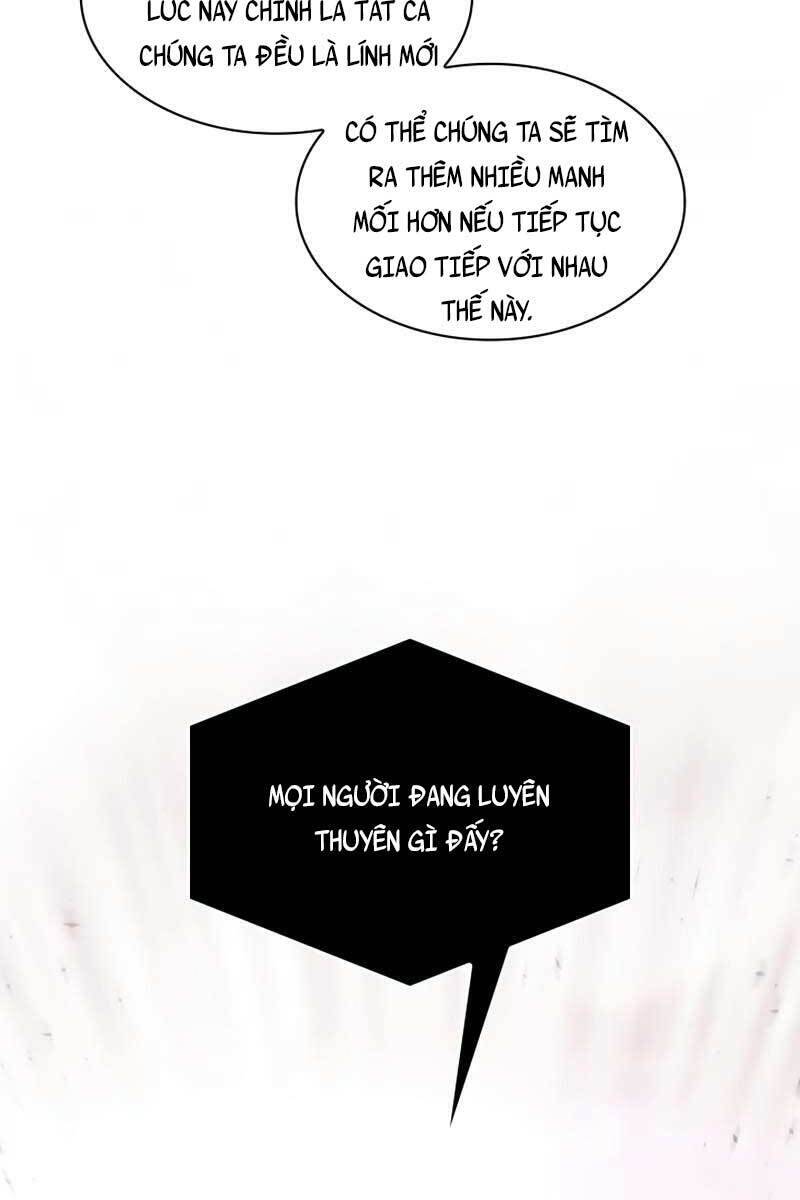 LÚC NÀY CHÍNH LÀ TẤT CẢ
CHÚNG TA ĐỀU LÀ LÍNH MỚI
CÓ THỂ CHÚNG TA SẼ TÌM
RA THÊM NHIỀU MANH
MỐI HƠN NẾU TIẾP TỤC
GIAO TIẾP VỚI NHAU
THẾ NÀY.
MỌI NGƯỜI ĐANG LUYÊN
THUYÊN GÌ ĐẤY?